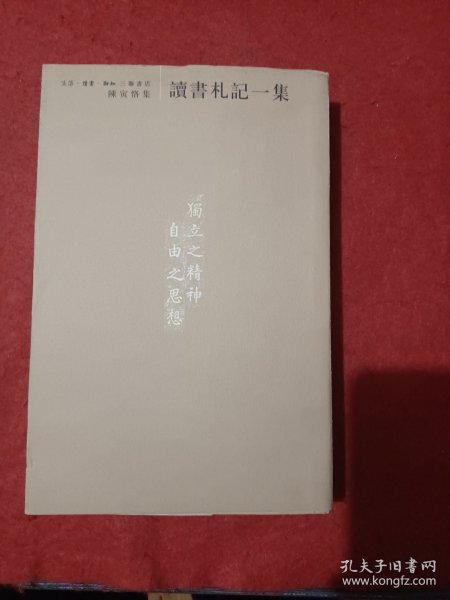 生活·讀書·新知 三聯書店
陳寅恪集
讀書札記一集
獨立之精神
自由之思想
孔夫子旧书网
www.kongfz.com